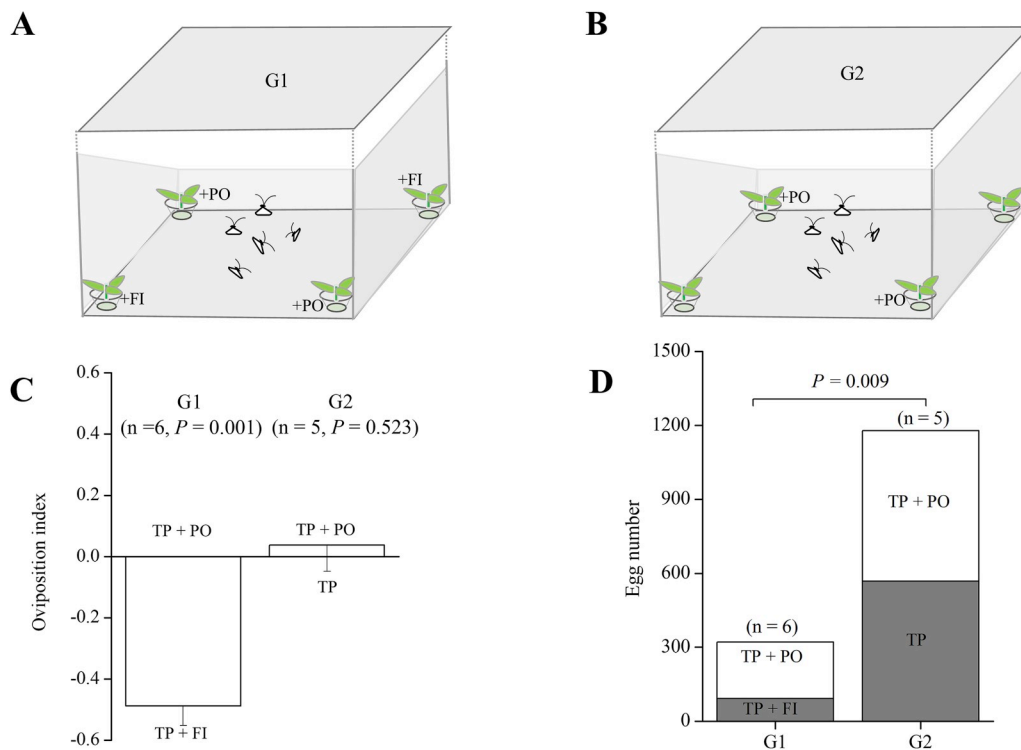 A
G1
+PO
+FI
+FI
+PO
B
G2
+PO
+PO
C
0.6
0.4
0.2
0.0
-0.2
-0.4
-0.6
Oviposition index
G1
(n =6, P = 0.001)
G2
(n = 5, P = 0.523)
TP + PO
TP + PO
TP
TP + FI
D
1500
1200
900
600
300
0
Egg number
P = 0.009
(n = 5)
TP + PO
TP
(n = 6)
TP + PO
TP + FI
G1
G2